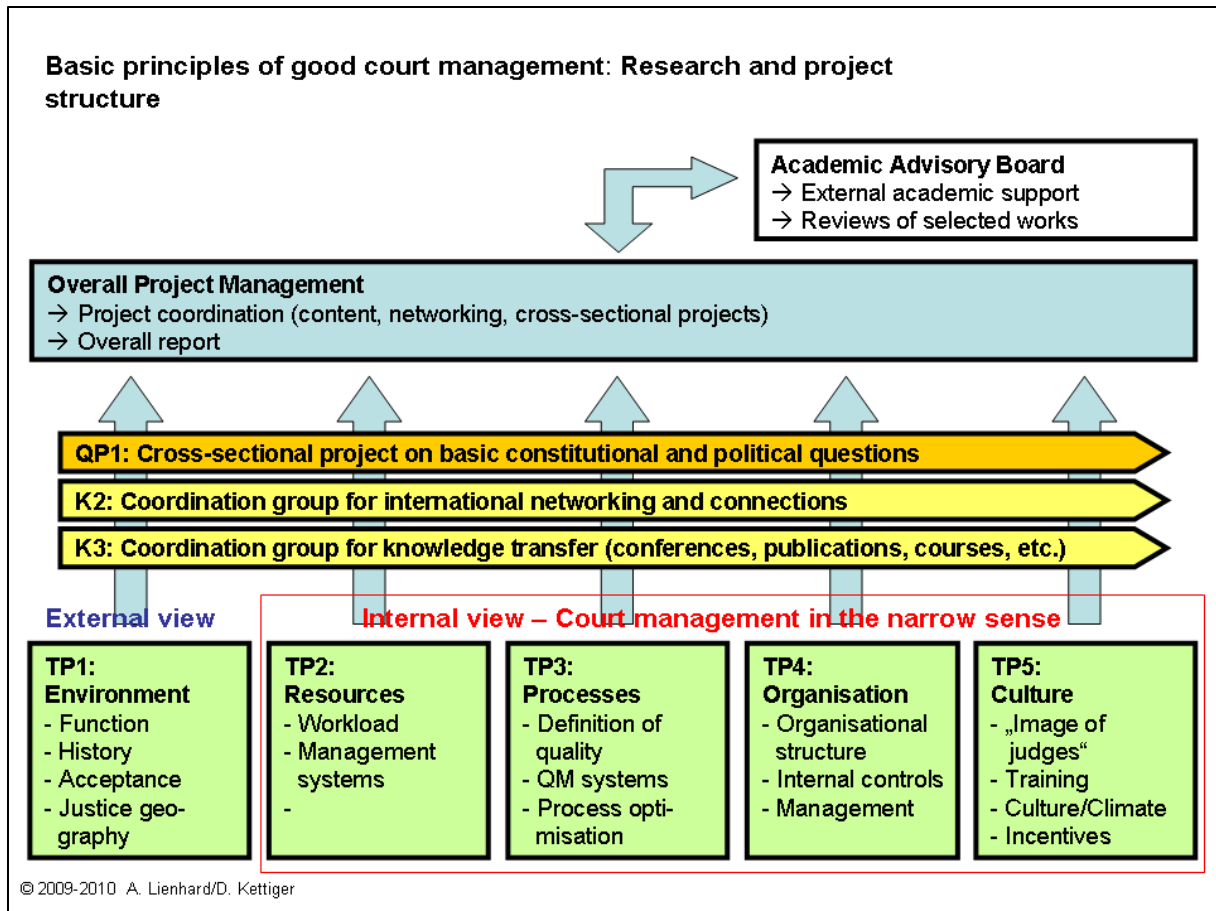 Basic principles of good court management: Research and project
structure
Academic Advisory Board
→ External academic support
→ Reviews of selected works
Overall Project Management
→ Project coordination (content, networking, cross-sectional projects)
→ Overall report
QP1: Cross-sectional project on basic constitutional and political questions
K2: Coordination group for international networking and connections
K3: Coordination group for knowledge transfer (conferences, publications, courses, etc.)
External view
Internal view – Court management in the narrow sense
TP1:
Environment
- Function
- History
- Acceptance
- Justice geo-
graphy
TP2:
Resources
- Workload
- Management
systems
-
TP3:
Processes
- Definition of
quality
- QM systems
- Process opti-
misation
TP4:
Organisation
- Organisational
structure
- Internal controls
- Management
TP5:
Culture
- „Image of
judges“
- Training
- Culture/Climate
- Incentives
© 2009-2010 A. Lienhard/D. Kettiger